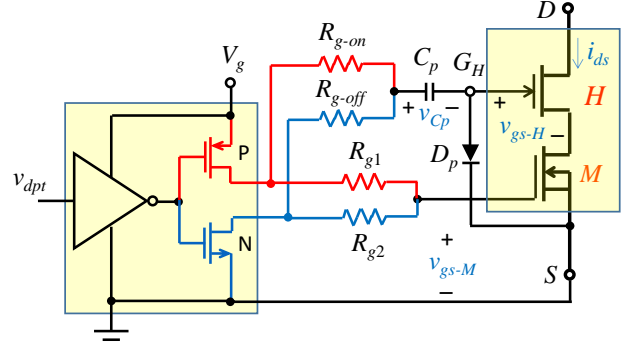 D
R_{g-on}
V_g
C_p
G_H
i_{ds}
R_{g-off}
+ v_{Cp} −
+
H
v_{gs-H} −
P
R_{g1}
D_p
M
v_{dpt}
N
R_{g2}
+
v_{gs-M}
S
−